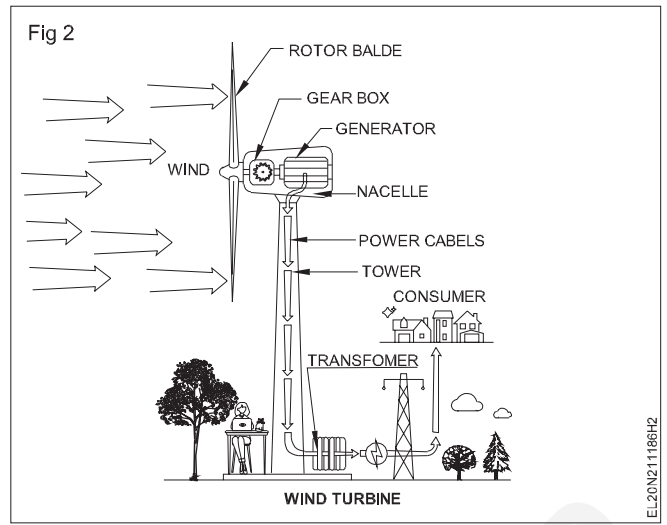 Fig 2
ROTOR BALDE
GEAR BOX
GENERATOR
WIND
NACELLE
POWER CABELS
TOWER
CONSUMER
TRANSFOMER
WIND TURBINE
EL20N211186H2